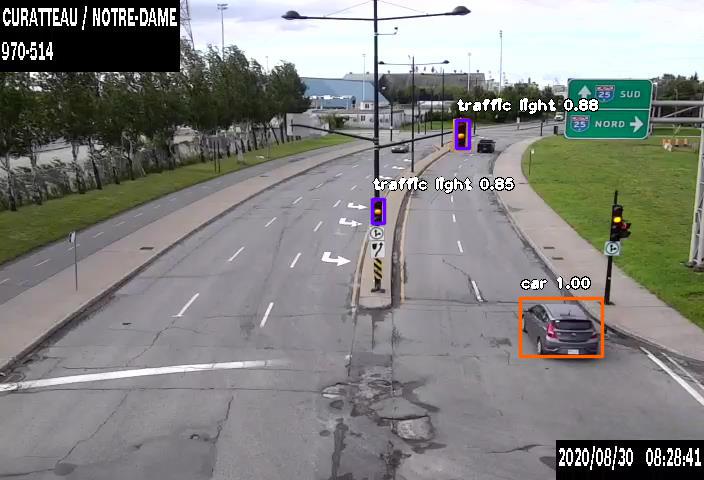 CURATTEAU / NOTRE-DAME
970-514
traffic light 0.88
25 SUD
25 NORD
traffic light 0.85
car 1.00
2020/08/30 08:28:41